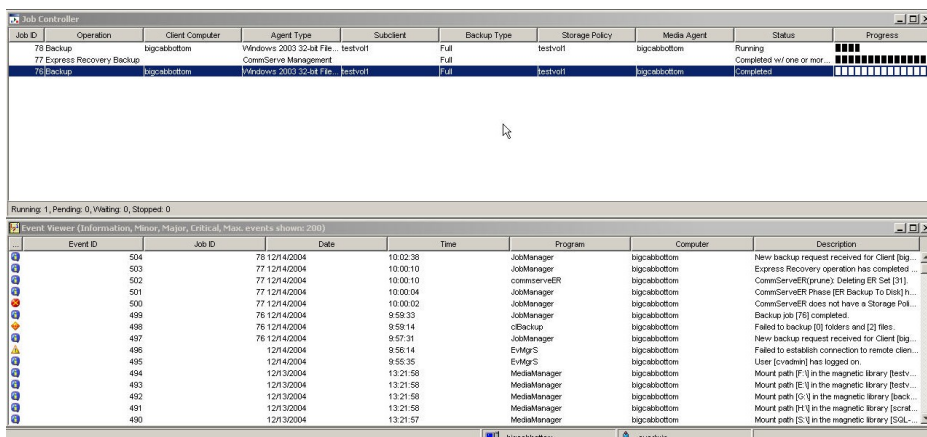 Job Controller
Job ID Operation Client Computer Agent Type Subclient Backup Type Storage Policy Media Agent Status Progress
78 Backup bigcabbottom Windows 2003 32-bit File... testvol1 Full testvol1 bigcabbottom Running
77 Express Recovery Backup CommServe Management Full Completed w/ one or mor...
76 Backup bigcabbottom Windows 2003 32-bit File... testvol1 Full testvol1 bigcabbottom Completed
Running: 1, Pending: 0, Waiting: 0, Stopped: 0
Event Viewer (Information, Minor, Major, Critical, Max. events shown: 200)
... Event ID Job ID Date Time Program Computer Description
504 78 12/14/2004 10:02:38 JobManager bigcabbottom New backup request received for Client [big...
503 77 12/14/2004 10:00:10 JobManager bigcabbottom Express Recovery operation has completed ...
502 77 12/14/2004 10:00:10 commserveER bigcabbottom CommServeER(prune): Deleting ER Set [31].
501 77 12/14/2004 10:00:04 JobManager bigcabbottom CommServeER Phase [ER Backup To Disk] h...
500 77 12/14/2004 10:00:02 JobManager bigcabbottom CommServeER does not have a Storage Poli...
499 76 12/14/2004 9:59:33 JobManager bigcabbottom Backup job [76] completed.
498 76 12/14/2004 9:59:14 clBackup bigcabbottom Failed to backup [0] folders and [2] files.
497 76 12/14/2004 9:57:31 JobManager bigcabbottom New backup request received for Client [big...
496 12/14/2004 9:56:14 EvMgrS bigcabbottom Failed to establish connection to remote clien...
495 12/14/2004 9:55:35 EvMgrS bigcabbottom User [cvadmin] has logged on.
494 12/13/2004 13:21:58 MediaManager bigcabbottom Mount path [F:\] in the magnetic library [testv...
493 12/13/2004 13:21:58 MediaManager bigcabbottom Mount path [E:\] in the magnetic library [testv...
492 12/13/2004 13:21:58 MediaManager bigcabbottom Mount path [G:\] in the magnetic library [back...
491 12/13/2004 13:21:58 MediaManager bigcabbottom Mount path [H:\] in the magnetic library [scrat...
490 12/13/2004 13:21:57 MediaManager bigcabbottom Mount path [S:\] in the magnetic library [SQL-...